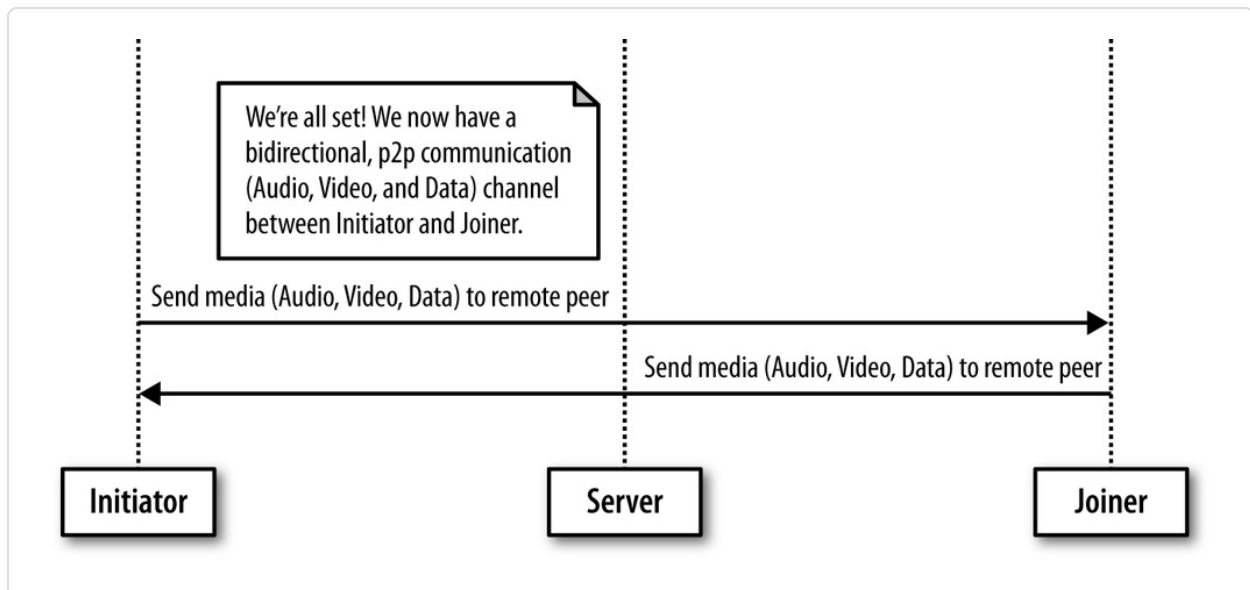 We're all set! We now have a
bidirectional, p2p communication
(Audio, Video, and Data) channel
between Initiator and Joiner.
Send media (Audio, Video, Data) to remote peer
Send media (Audio, Video, Data) to remote peer
Initiator
Server
Joiner